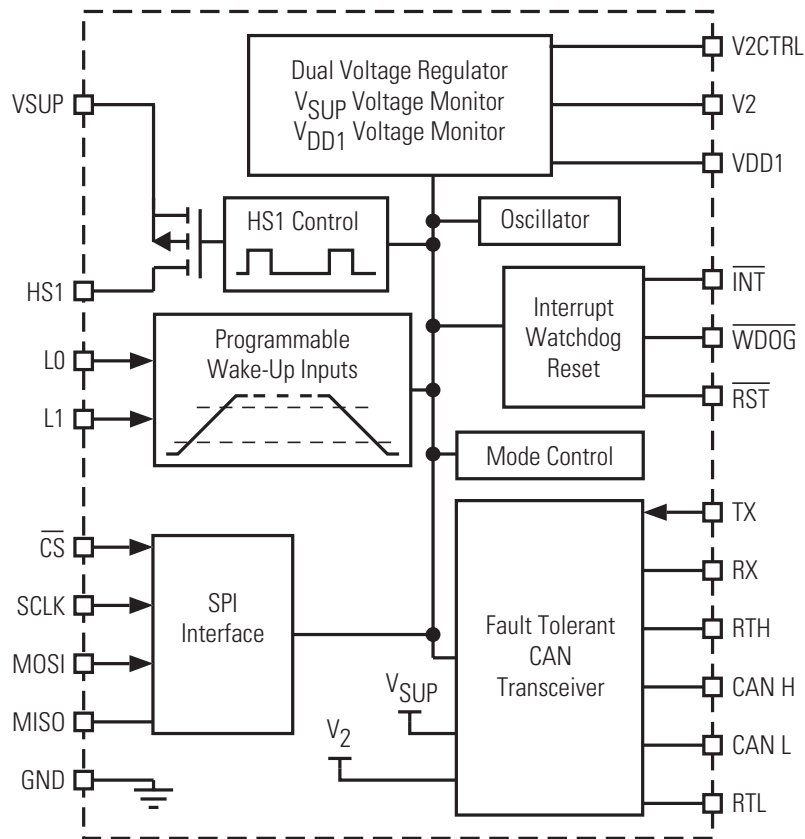 Dual Voltage Regulator
VSUP Voltage Monitor
VDD1 Voltage Monitor
V2CTRL
V2
VDD1
VSUP
HS1
HS1 Control
Oscillator
Interrupt
Watchdog
Reset
INT
WDOG
RST
L0
L1
Programmable
Wake-Up Inputs
Mode Control
CS
SCLK
MOSI
MISO
GND
SPI
Interface
VSUP
V2
Fault Tolerant
CAN
Transceiver
TX
RX
RTH
CAN H
CAN L
RTL